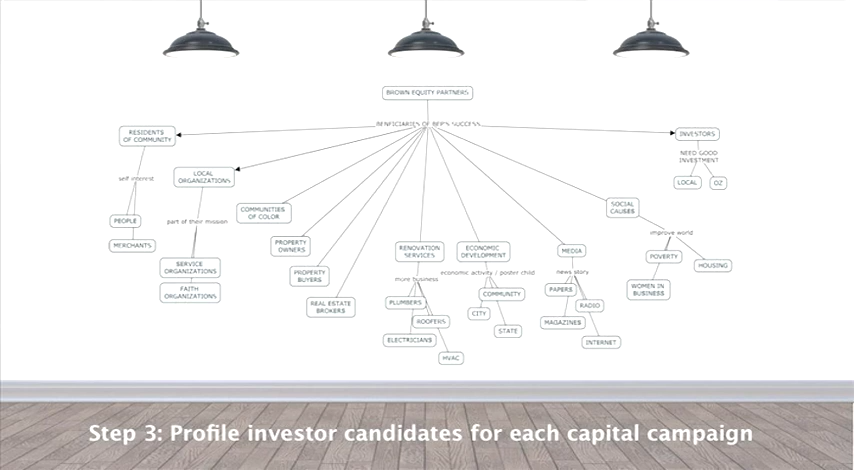 BROWN EQUITY PARTNERS
BENFICIARIES OF BEP'S SUCCESS
RESIDENTS
OF COMMUNITY
self interest
PEOPLE
MERCHANTS
LOCAL
ORGANIZATIONS
part of their mission
SERVICE
ORGANIZATIONS
FAITH
ORGANIZATIONS
COMMUNITIES
OF COLOR
PROPERTY
OWNERS
PROPERTY
BUYERS
REAL ESTATE
BROKERS
RENOVATION
SERVICES
more business
PLUMBERS
ROOFERS
ELECTRICIANS
HVAC
ECONOMIC
DEVELOPMENT
economic activity / poster child
COMMUNITY
CITY
STATE
MEDIA
news story
PAPERS
RADIO
MAGAZINES
INTERNET
SOCIAL
CAUSES
improve world
POVERTY
HOUSING
WOMEN IN
BUSINESS
INVESTORS
NEED GOOD
INVESTMENT
LOCAL
OZ
Step 3: Profile investor candidates for each capital campaign